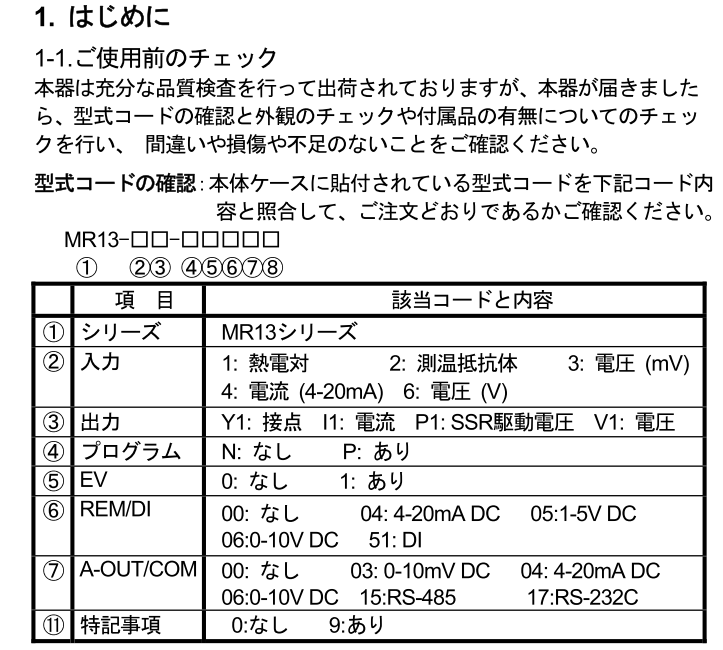 1. はじめに
1-1.ご使用前のチェック
本器は充分な品質検査を行って出荷されておりますが、本器が届きました
ら、型式コードの確認と外観のチェックや付属品の有無についてのチェッ
クを行い、 間違いや損傷や不足のないことをご確認ください。
型式コードの確認:本体ケースに貼付されている型式コードを下記コード内
容と照合して、ご注文どおりであるかご確認ください。
MR13-□□-□□□□□
① ②③ ④⑤⑥⑦⑧
項 目 該当コードと内容
① シリーズ MR13シリーズ
② 入力 1: 熱電対 2: 測温抵抗体 3: 電圧 (mV)
4: 電流 (4-20mA) 6: 電圧 (V)
③ 出力 Y1: 接点 I1: 電流 P1: SSR駆動電圧 V1: 電圧
④ プログラム N: なし P: あり
⑤ EV 0: なし 1: あり
⑥ REM/DI 00: なし 04: 4-20mA DC 05:1-5V DC
06:0-10V DC 51: DI
⑦ A-OUT/COM 00: なし 03: 0-10mV DC 04: 4-20mA DC
06:0-10V DC 15:RS-485 17:RS-232C
⑪ 特記事項 0:なし 9:あり